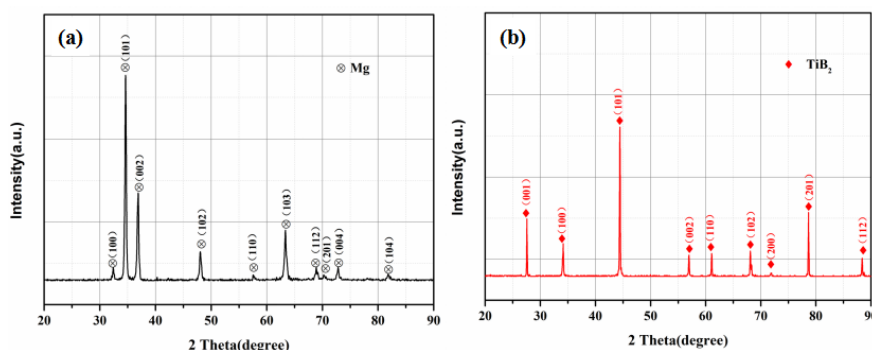 (a)
⊗ Mg
(100)
(101)
(002)
(102)
(110)
(103)
(112)
(201)
(004)
(104)
Intensity(a.u.)
20 30 40 50 60 70 80 90
2 Theta(degree)
(b)
◆ TiB₂
(001)
(100)
(101)
(002)
(110)
(102)
(200)
(201)
(112)
Intensity(a.u.)
20 30 40 50 60 70 80 90
2 Theta(degree)